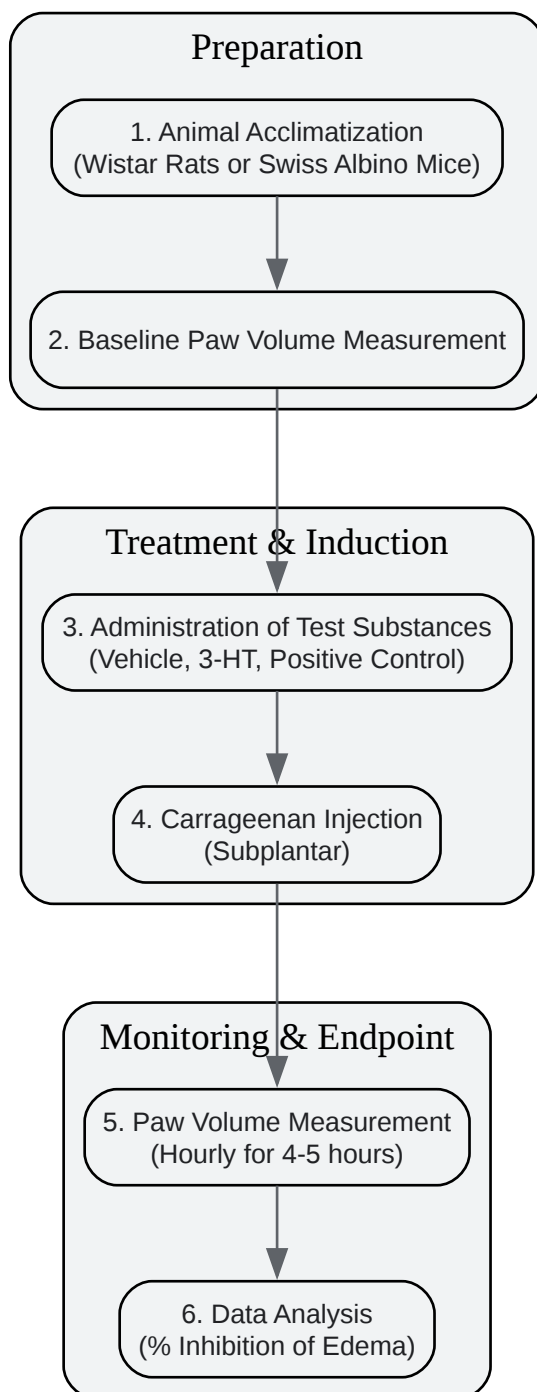 Preparation
1. Animal Acclimatization
(Wistar Rats or Swiss Albino Mice)
2. Baseline Paw Volume Measurement
Treatment & Induction
3. Administration of Test Substances
(Vehicle, 3-HT, Positive Control)
4. Carrageenan Injection
(Subplantar)
Monitoring & Endpoint
5. Paw Volume Measurement
(Hourly for 4-5 hours)
6. Data Analysis
(% Inhibition of Edema)